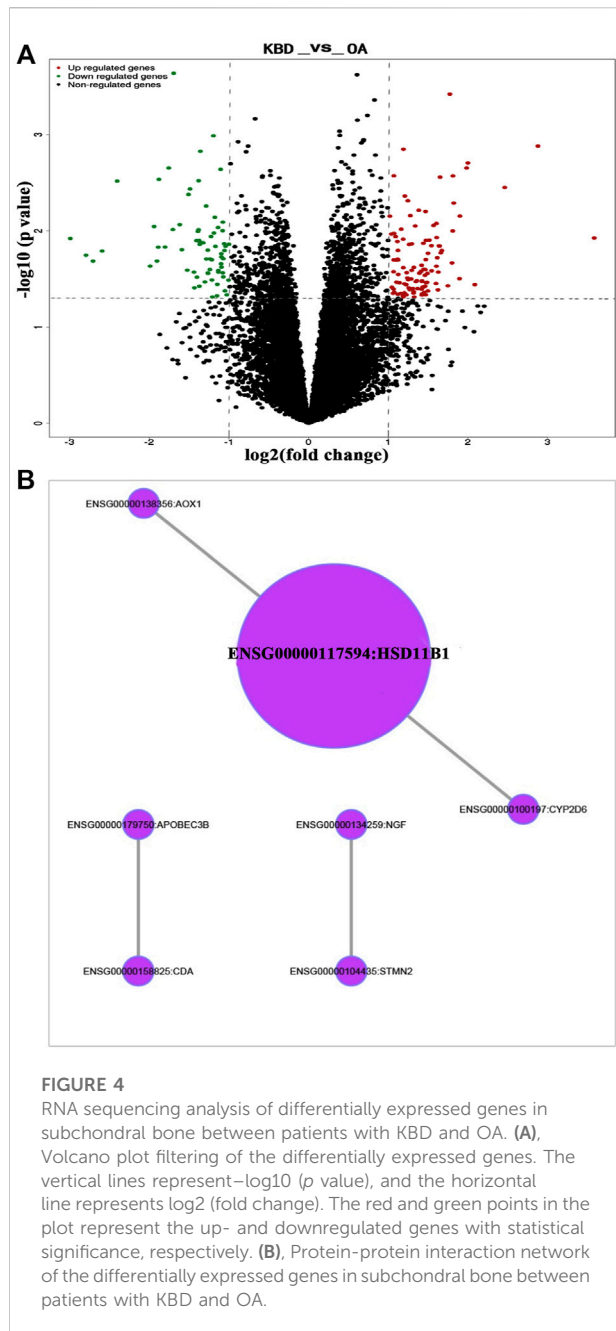 KBD _vs_ OA
A
Up regulated genes
Down regulated genes
Non-regulated genes
-log10 (p value)
3
2
1
0
-3 -2 -1 0 1 2 3
log2(fold change)
B
ENSG00000138356:AOX1
ENSG00000117594:HSD11B1
ENSG00000100197:CYP2D6
ENSG00000179750:APOBEC3B
ENSG00000134259:NGF
ENSG00000158825:CDA
ENSG00000104435:STMN2
FIGURE 4
RNA sequencing analysis of differentially expressed genes in
subchondral bone between patients with KBD and OA. (A),
Volcano plot filtering of the differentially expressed genes. The
vertical lines represent–log10 (p value), and the horizontal
line represents log2 (fold change). The red and green points in the
plot represent the up- and downregulated genes with statistical
significance, respectively. (B), Protein-protein interaction network
of the differentially expressed genes in subchondral bone between
patients with KBD and OA.